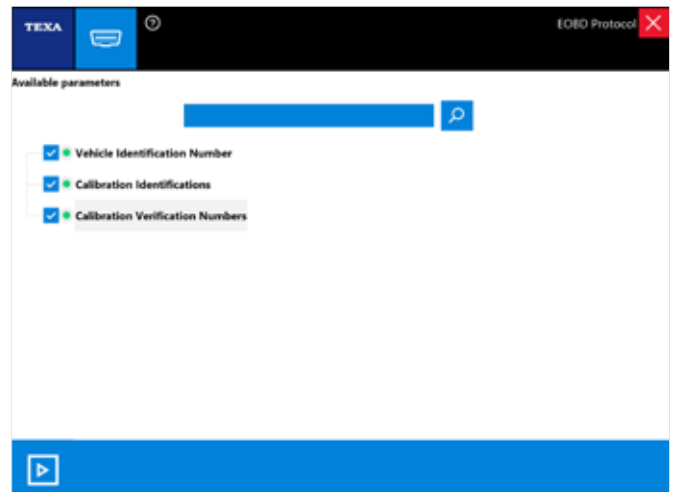 TEXA
EOBD Protocol
Available parameters
Vehicle Identification Number
Calibration Identifications
Calibration Verification Numbers